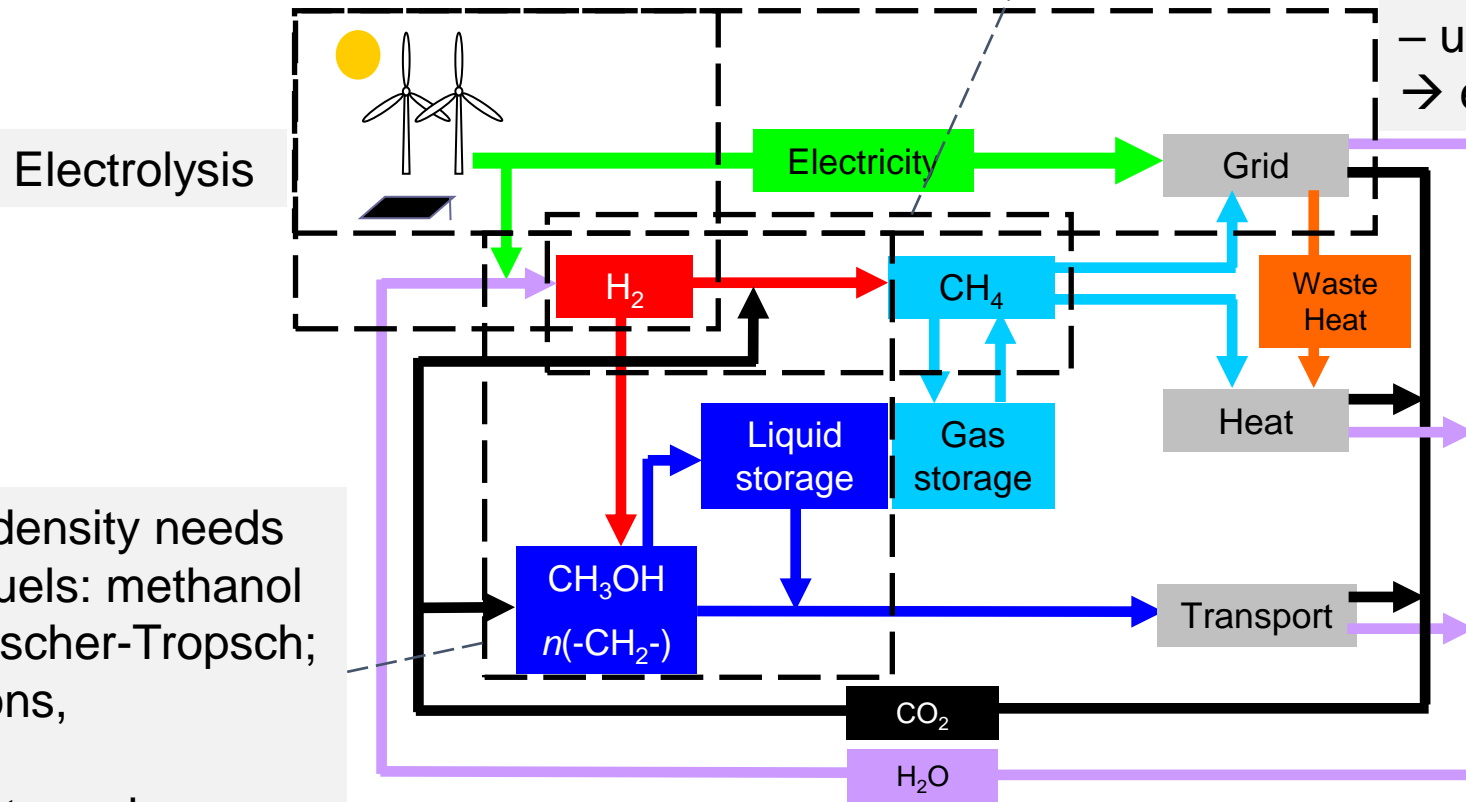 – u
→ e
Electrolysis
Electricity
Grid
H₂
CH₄
Waste
Heat
Liquid
storage
Gas
storage
Heat
density needs
uels: methanol
scher-Tropsch;
ons,
CH₃OH
n(-CH₂-)
Transport
CO₂
H₂O